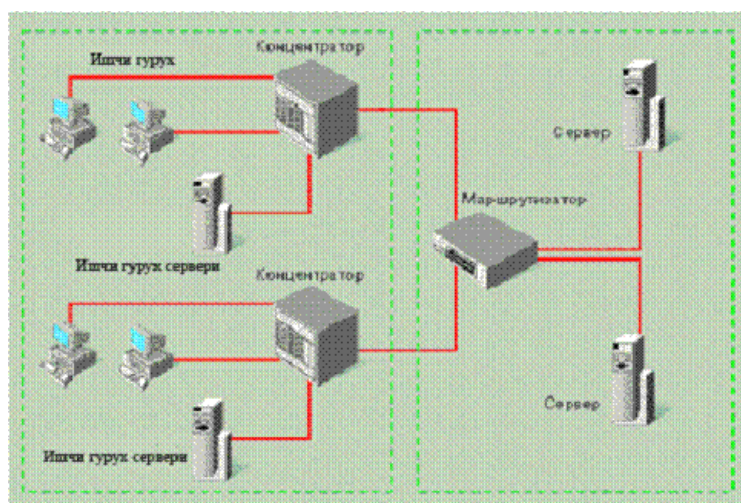 Ишчи гурух
Концентратор
Сервер
Маршрутизатор
Ишчи гурух сервери
Концентратор
Сервер
Ишчи гурух сервери